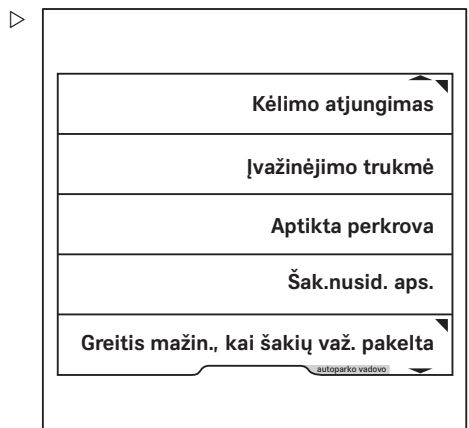 Kėlimo atjungimas
Įvažinėjimo trukmė
Aptikta perkrova
Šak.nusid. aps.
Greitis mažin., kai šakių važ. pakelta
autoparko vadovo